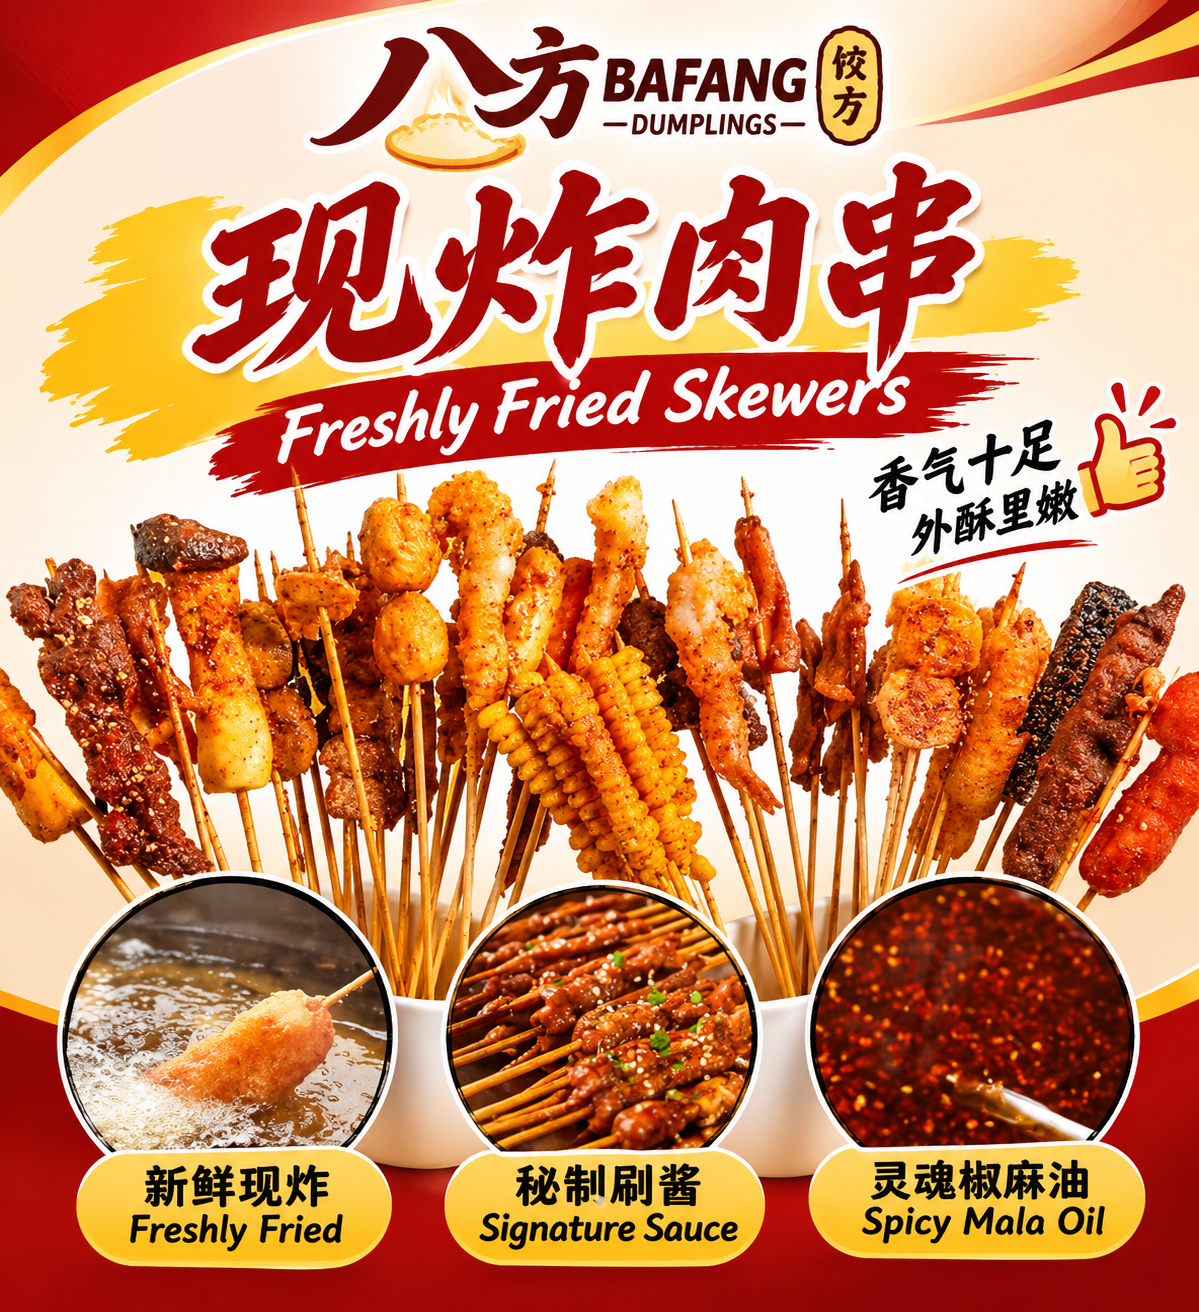 八方
BAFANG
DUMPLINGS
饺方
现炸肉串
Freshly Fried Skewers
香气十足
外酥里嫩
新鲜现炸
Freshly Fried
秘制刷酱
Signature Sauce
灵魂椒麻油
Spicy Mala Oil